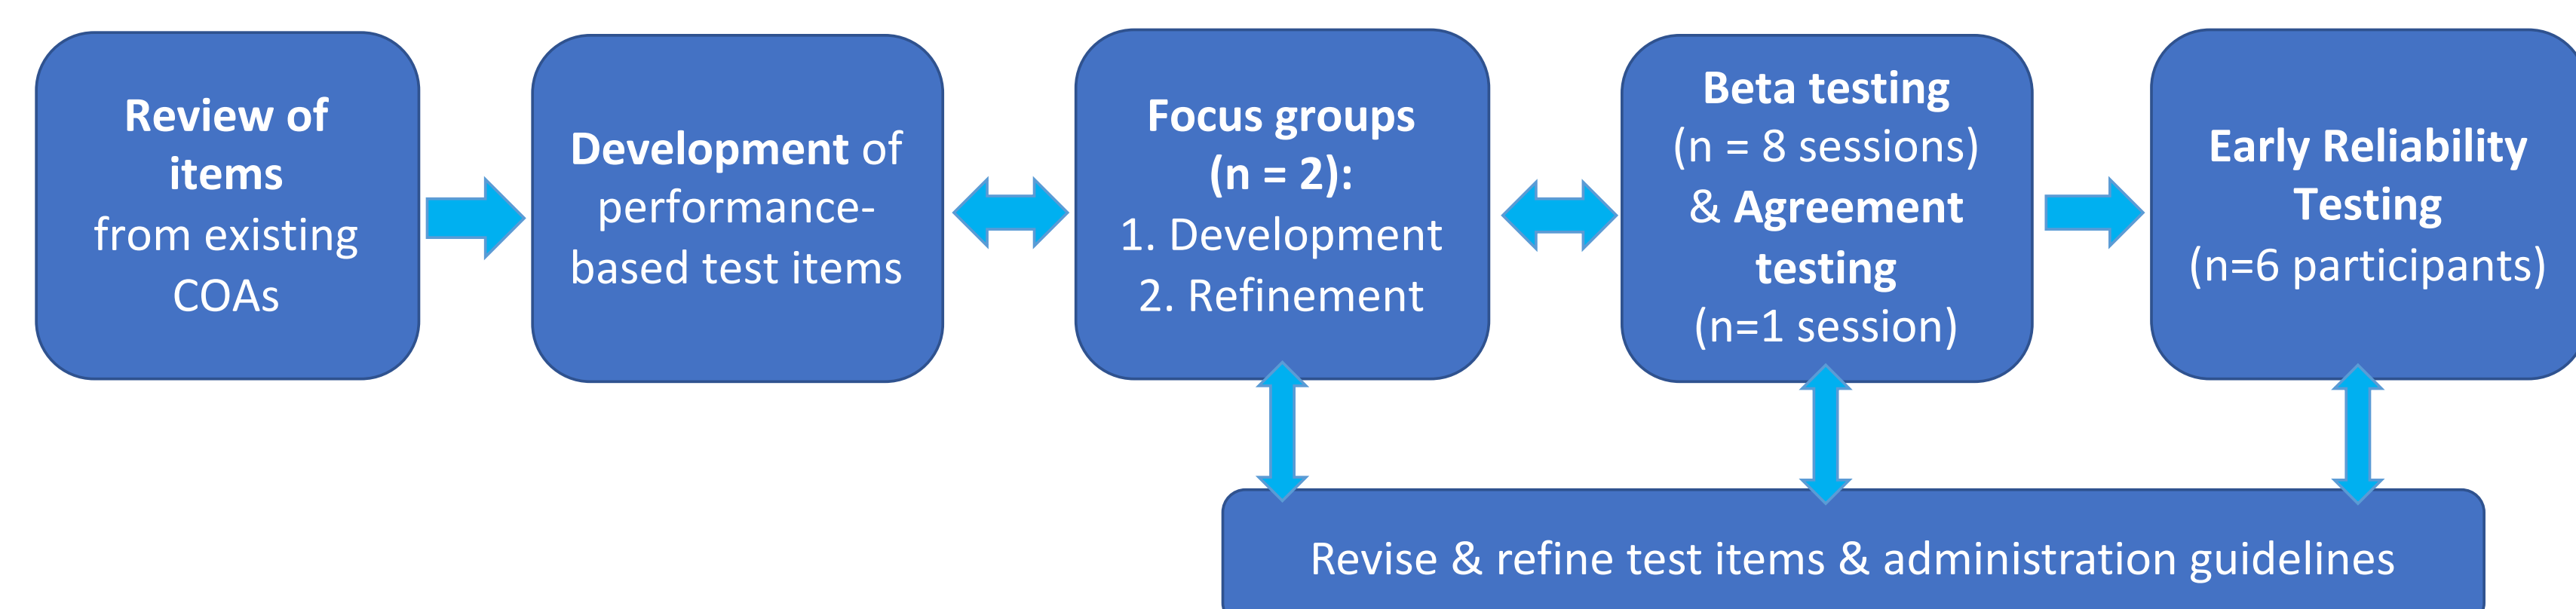 Review of
items
from existing
COAs
Development of
performance-
based test items
Focus groups
(n = 2):
1. Development
2. Refinement
Beta testing
(n = 8 sessions)
& Agreement
testing
(n=1 session)
Early Reliability
Testing
(n=6 participants)
Revise & refine test items & administration guidelines